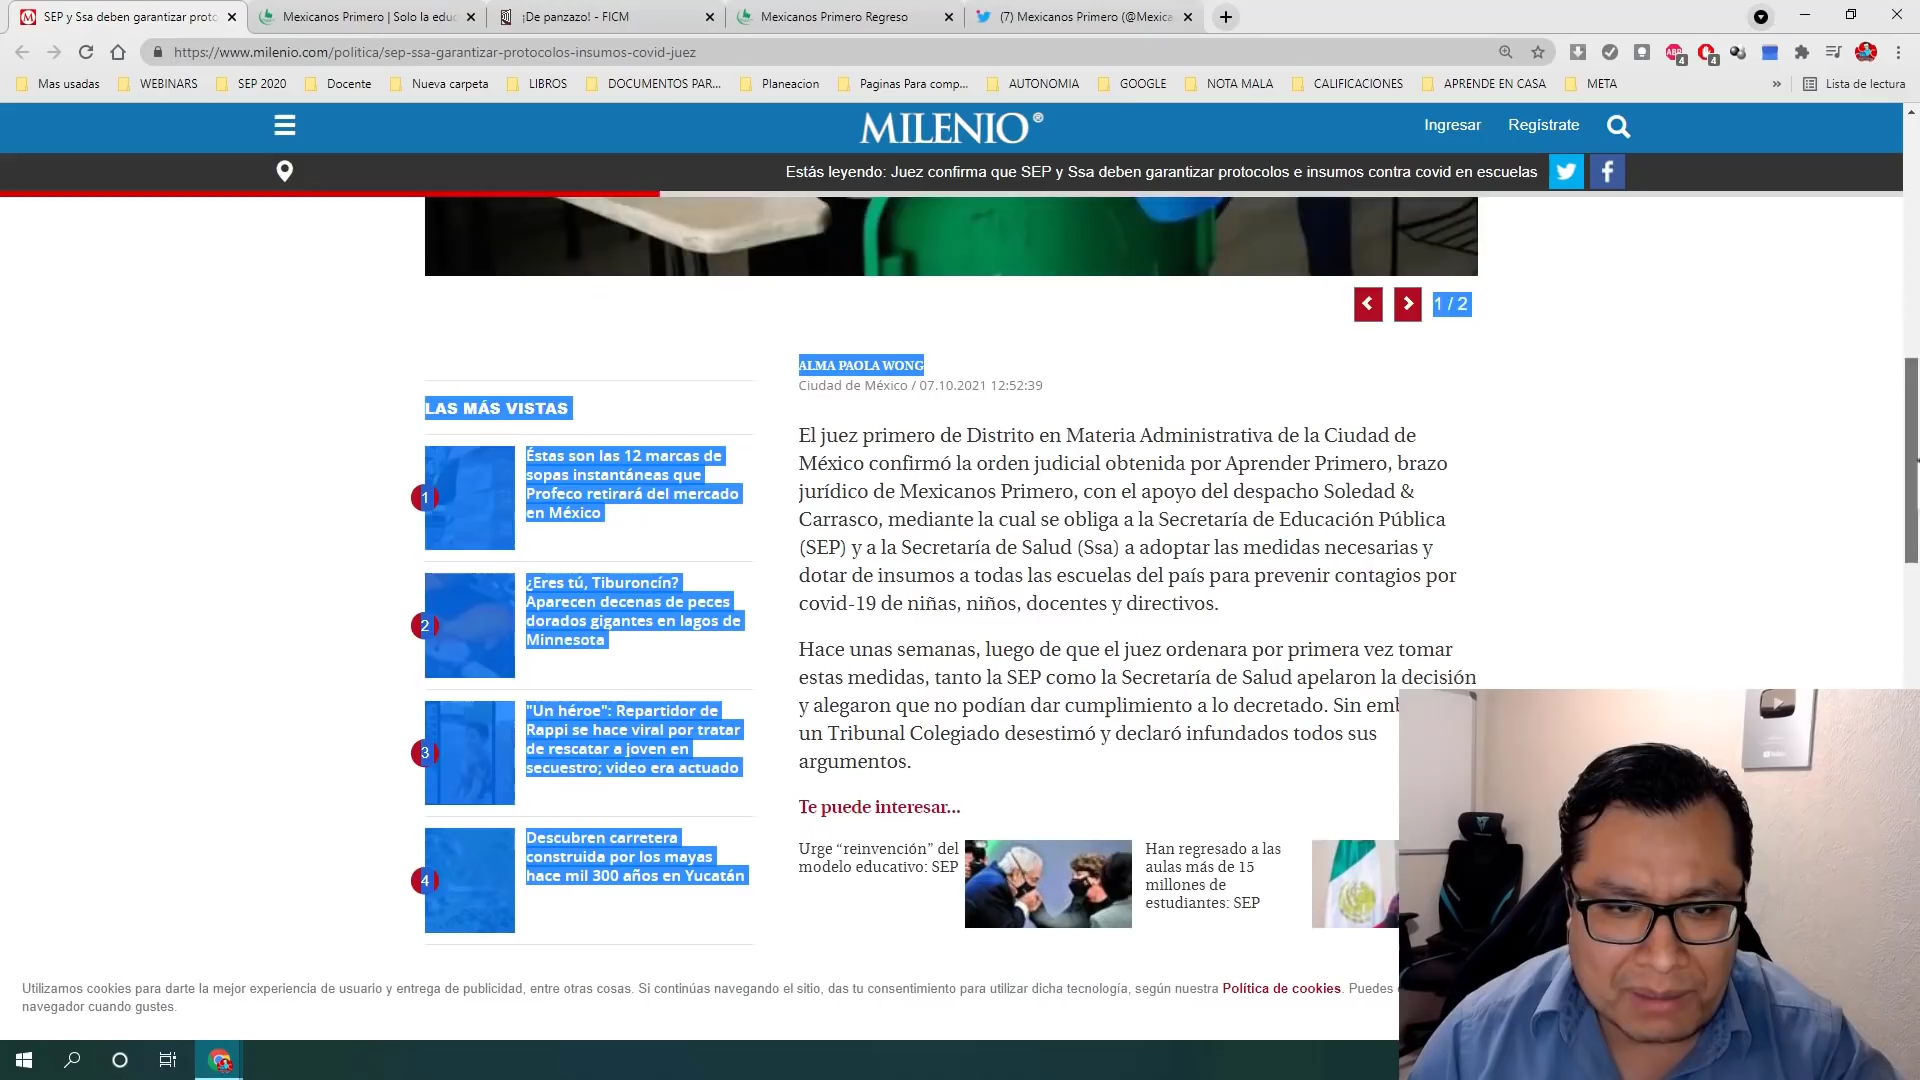 SEP y Ssa deben garantizar proto
Mexicanos Primero | Solo la educ
¡De panzazo! - FICM
Mexicanos Primero Regreso
(7) Mexicanos Primero (@Mexica
https://www.milenio.com/politica/sep-ssa-garantizar-protocolos-insumos-covid-juez
4
4
Mas usadas
WEBINARS
SEP 2020
Docente
Nueva carpeta
LIBROS
DOCUMENTOS PAR...
Planeacion
Paginas Para comp...
AUTONOMIA
GOOGLE
NOTA MALA
CALIFICACIONES
APRENDE EN CASA
META
»
Lista de lectura
MILENIO®
Ingresar
Regístrate
Estás leyendo: Juez confirma que SEP y Ssa deben garantizar protocolos e insumos contra covid en escuelas
1 / 2
ALMA PAOLA WONG
Ciudad de México / 07.10.2021 12:52:39
LAS MÁS VISTAS
1
Éstas son las 12 marcas de
sopas instantáneas que
Profeco retirará del mercado
en México
2
¿Eres tú, Tiburoncín?
Aparecen decenas de peces
dorados gigantes en lagos de
Minnesota
3
"Un héroe": Repartidor de
Rappi se hace viral por tratar
de rescatar a joven en
secuestro; video era actuado
4
Descubren carretera
construida por los mayas
hace mil 300 años en Yucatán
El juez primero de Distrito en Materia Administrativa de la Ciudad de
México confirmó la orden judicial obtenida por Aprender Primero, brazo
jurídico de Mexicanos Primero, con el apoyo del despacho Soledad &
Carrasco, mediante la cual se obliga a la Secretaría de Educación Pública
(SEP) y a la Secretaría de Salud (Ssa) a adoptar las medidas necesarias y
dotar de insumos a todas las escuelas del país para prevenir contagios por
covid-19 de niñas, niños, docentes y directivos.
Hace unas semanas, luego de que el juez ordenara por primera vez tomar
estas medidas, tanto la SEP como la Secretaría de Salud apelaron la decisión
y alegaron que no podían dar cumplimiento a lo decretado. Sin emb
un Tribunal Colegiado desestimó y declaró infundados todos sus
argumentos.
Te puede interesar...
Urge “reinvención” del
modelo educativo: SEP
Han regresado a las
aulas más de 15
millones de
estudiantes: SEP
Utilizamos cookies para darte la mejor experiencia de usuario y entrega de publicidad, entre otras cosas. Si continúas navegando el sitio, das tu consentimiento para utilizar dicha tecnología, según nuestra Política de cookies. Puedes
navegador cuando gustes.